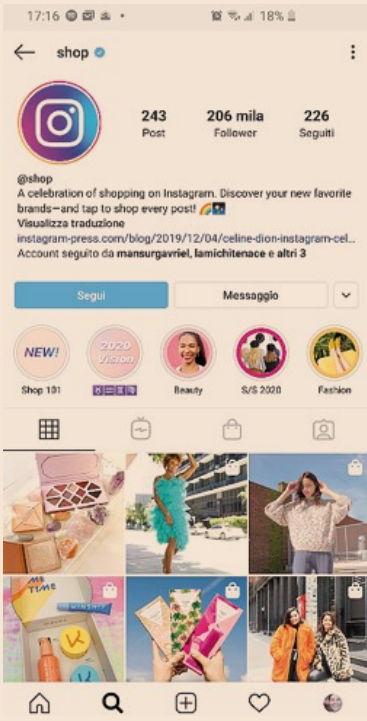 17:16
18%
shop
243 206 mila 226
Post Follower Seguiti
@shop
A celebration of shopping on Instagram. Discover your new favorite
brands—and tap to shop every post! 🌈🌃
Visualizza traduzione
instagram-press.com/blog/2019/12/04/celine-dion-instagram-cel...
Account seguito da mansurgavriel, lamichitenace e altri 3
Segui Messaggio
NEW! 2020
Vision
Shop 101 Beauty S/S 2020 Fashion
ME
TIME